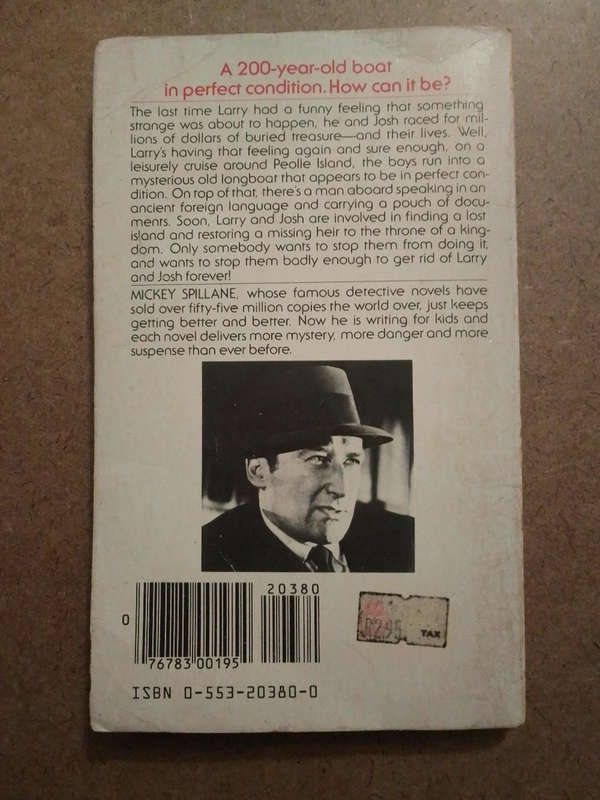 A 200-year-old boat
in perfect condition. How can it be?
The last time Larry had a funny feeling that something
strange was about to happen, he and Josh raced for mil-
lions of dollars of buried treasure—and their lives. Well,
Larry's having that feeling again and sure enough, on a
leisurely cruise around Peolle Island, the boys run into a
mysterious old longboat that appears to be in perfect con-
dition. On top of that, there's a man aboard speaking in an
ancient foreign language and carrying a pouch of docu-
ments. Soon, Larry and Josh are involved in finding a lost
island and restoring a missing heir to the throne of a king-
dom. Only somebody wants to stop them from doing it,
and wants to stop them badly enough to get rid of Larry
and Josh forever!
MICKEY SPILLANE, whose famous detective novels have
sold over fifty-five million copies the world over, just keeps
getting better and better. Now he is writing for kids and
each novel delivers more mystery, more danger and more
suspense than ever before.
20380
0
76783 00195
R2.95 TAX
ISBN 0-553-20380-0